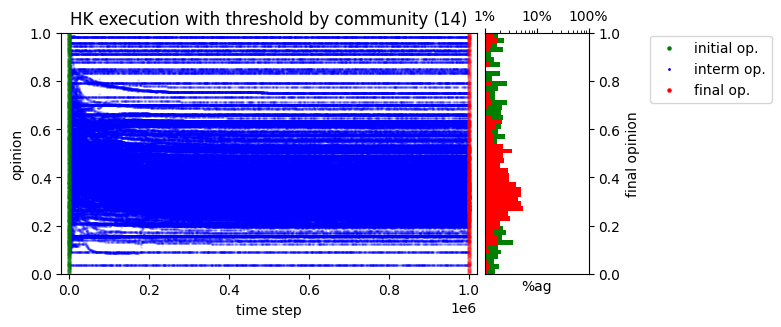 HK execution with threshold by community (14)
1% 10% 100%
initial op.
interm op.
final op.
opinion
1.0
0.8
0.6
0.4
0.2
0.0
0.0 0.2 0.4 0.6 0.8 1.0
1e6
time step
%ag
1.0
0.8
0.6
0.4
0.2
0.0
final opinion